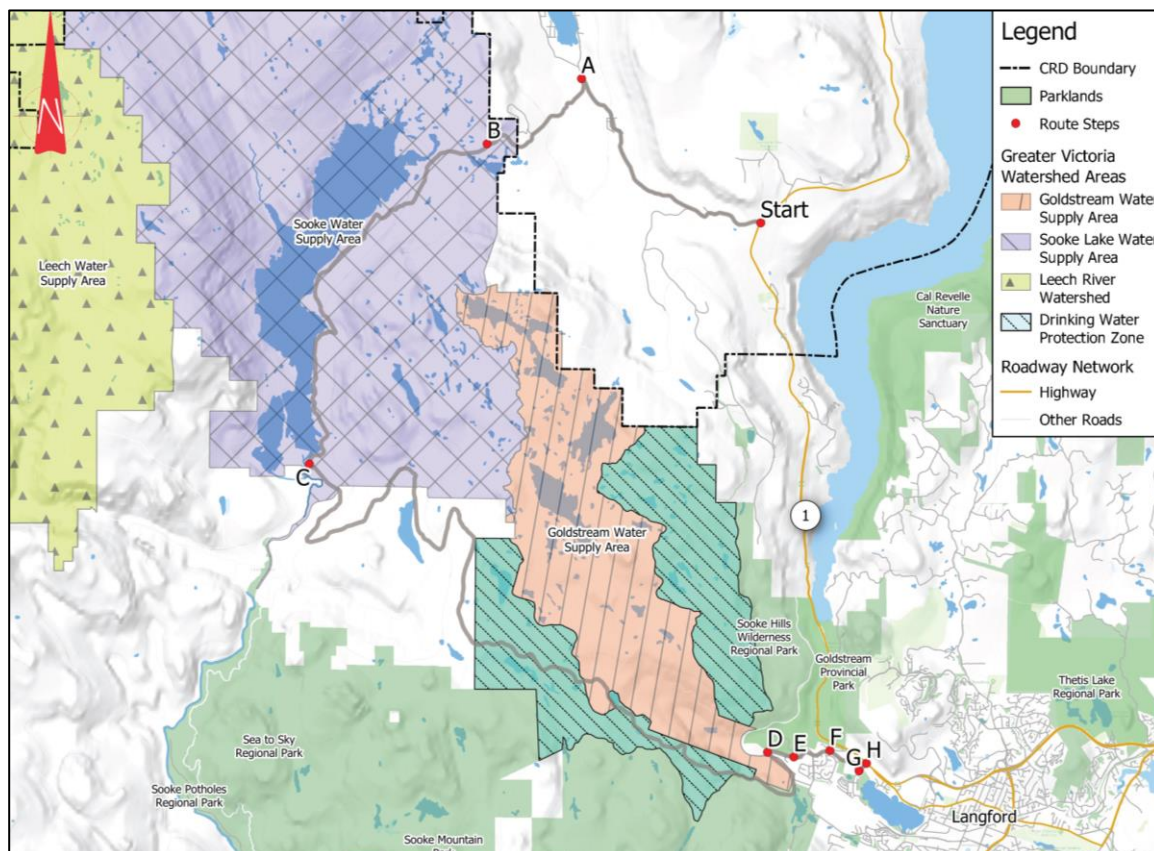 Legend
CRD Boundary
Parklands
Route Steps
Greater Victoria
Watershed Areas
Goldstream Water
Supply Area
Sooke Lake Water
Supply Area
Leech River
Watershed
Drinking Water
Protection Zone
Roadway Network
Highway
Other Roads
N
A
B
Start
Sooke Water
Supply Area
Leech Water
Supply Area
Cal Revelle
Nature
Sanctuary
C
1
Goldstream Water
Supply Area
Sooke Hills
Wilderness
Regional Park
Goldstream
Provincial
Park
Thetis Lake
Regional Park
D
E
F
G
H
Sea to Sky
Regional Park
Sooke Potholes
Regional Park
Langford
Sooke Mountain